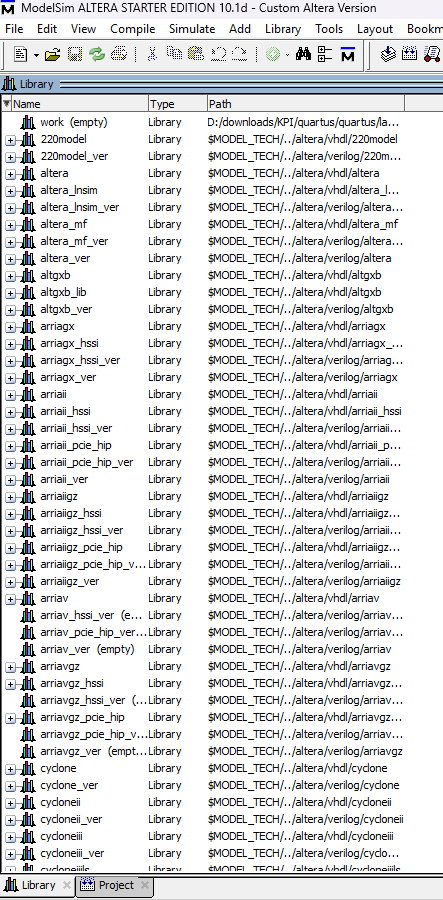 ModelSim ALTERA STARTER EDITION 10.1d - Custom Altera Version
File Edit View Compile Simulate Add Library Tools Layout Bookm
Library
Name Type Path
work (empty) Library D:/downloads/KPI/quartus/quartus/la...
220model Library $MODEL_TECH/../altera/vhdl/220model
220model_ver Library $MODEL_TECH/../altera/verilog/220m...
altera Library $MODEL_TECH/../altera/vhdl/altera
altera_lnsim Library $MODEL_TECH/../altera/vhdl/altera_l...
altera_lnsim_ver Library $MODEL_TECH/../altera/verilog/altera...
altera_mf Library $MODEL_TECH/../altera/vhdl/altera_mf
altera_mf_ver Library $MODEL_TECH/../altera/verilog/altera...
altera_ver Library $MODEL_TECH/../altera/verilog/altera
altgxb Library $MODEL_TECH/../altera/vhdl/altgxb
altgxb_lib Library $MODEL_TECH/../altera/vhdl/altgxb
altgxb_ver Library $MODEL_TECH/../altera/verilog/altgxb
arriagx Library $MODEL_TECH/../altera/vhdl/arriagx
arriagx_hssi Library $MODEL_TECH/../altera/vhdl/arriagx_...
arriagx_hssi_ver Library $MODEL_TECH/../altera/verilog/arriag...
arriagx_ver Library $MODEL_TECH/../altera/verilog/arriagx
arriaii Library $MODEL_TECH/../altera/vhdl/arriaii
arriaii_hssi Library $MODEL_TECH/../altera/vhdl/arriaii_hssi
arriaii_hssi_ver Library $MODEL_TECH/../altera/verilog/arriaii...
arriaii_pcie_hip Library $MODEL_TECH/../altera/vhdl/arriaii_p...
arriaii_pcie_hip_ver Library $MODEL_TECH/../altera/verilog/arriaii...
arriaii_ver Library $MODEL_TECH/../altera/verilog/arriaii
arriaiigz Library $MODEL_TECH/../altera/vhdl/arriaiigz
arriaiigz_hssi Library $MODEL_TECH/../altera/vhdl/arriaiigz...
arriaiigz_hssi_ver Library $MODEL_TECH/../altera/verilog/arriaii...
arriaiigz_pcie_hip Library $MODEL_TECH/../altera/vhdl/arriaiigz...
arriaiigz_pcie_hip_v... Library $MODEL_TECH/../altera/verilog/arriaii...
arriaiigz_ver Library $MODEL_TECH/../altera/verilog/arriaiigz
arriav Library $MODEL_TECH/../altera/vhdl/arriav
arriav_hssi_ver (e... Library $MODEL_TECH/../altera/verilog/arriav...
arriav_pcie_hip_ver... Library $MODEL_TECH/../altera/verilog/arriav...
arriav_ver (empty) Library $MODEL_TECH/../altera/verilog/arriav
arriavgz Library $MODEL_TECH/../altera/vhdl/arriavgz
arriavgz_hssi Library $MODEL_TECH/../altera/vhdl/arriavgz...
arriavgz_hssi_ver (... Library $MODEL_TECH/../altera/verilog/arriav...
arriavgz_pcie_hip Library $MODEL_TECH/../altera/vhdl/arriavgz...
arriavgz_pcie_hip_v... Library $MODEL_TECH/../altera/verilog/arriav...
arriavgz_ver (empt... Library $MODEL_TECH/../altera/verilog/arriavgz
cyclone Library $MODEL_TECH/../altera/vhdl/cyclone
cyclone_ver Library $MODEL_TECH/../altera/verilog/cyclone
cycloneii Library $MODEL_TECH/../altera/vhdl/cycloneii
cycloneii_ver Library $MODEL_TECH/../altera/verilog/cycloneii
cycloneiii Library $MODEL_TECH/../altera/vhdl/cycloneiii
cycloneiii_ver Library $MODEL_TECH/../altera/verilog/cyclo...
cycloneiiils Library $MODEL_TECH/../altera/vhdl/cycloneiiils
Library Project